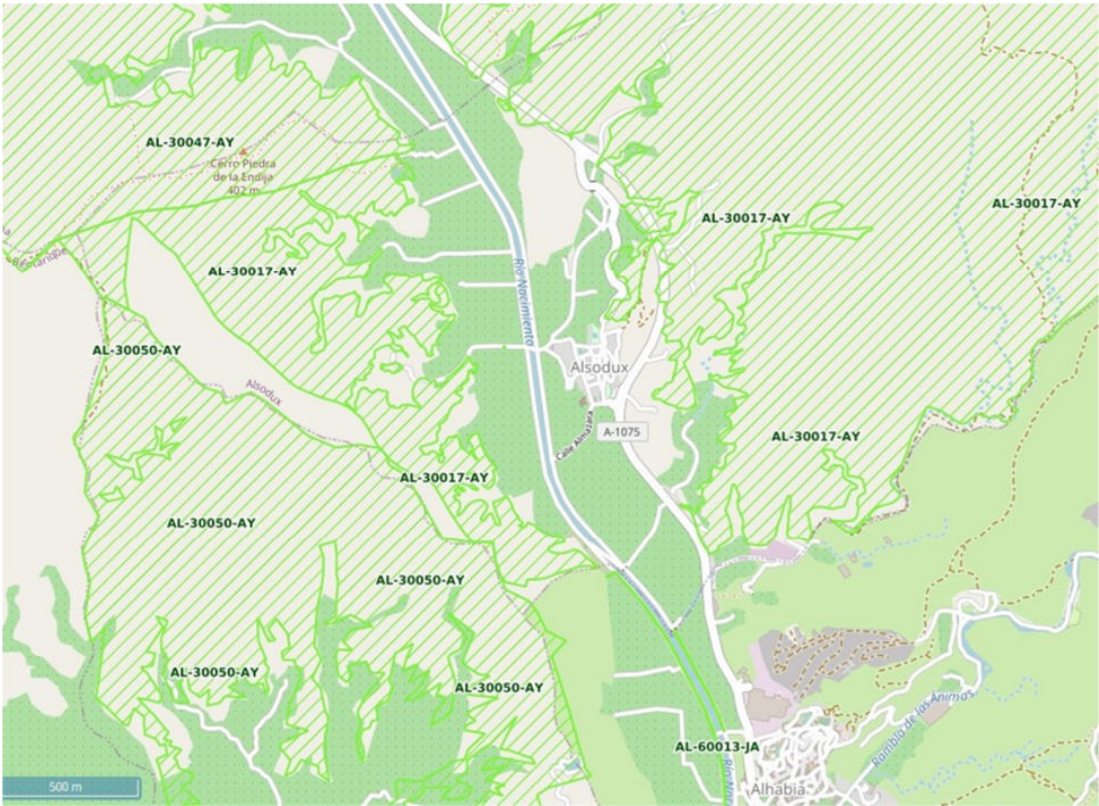 AL-30047-AY
Cerro Piedra
de la Endija
402 m
AL-30017-AY
AL-30017-AY
Benitorique
AL-30017-AY
Río Nacimiento
AL-30050-AY
Alsodux
Alsodux
A-1075
Calle Almazara
AL-30017-AY
AL-30017-AY
AL-30050-AY
AL-30050-AY
AL-30050-AY
AL-30050-AY
Rambla de las Ánimas
AL-60013-JA
500 m
Alhabia